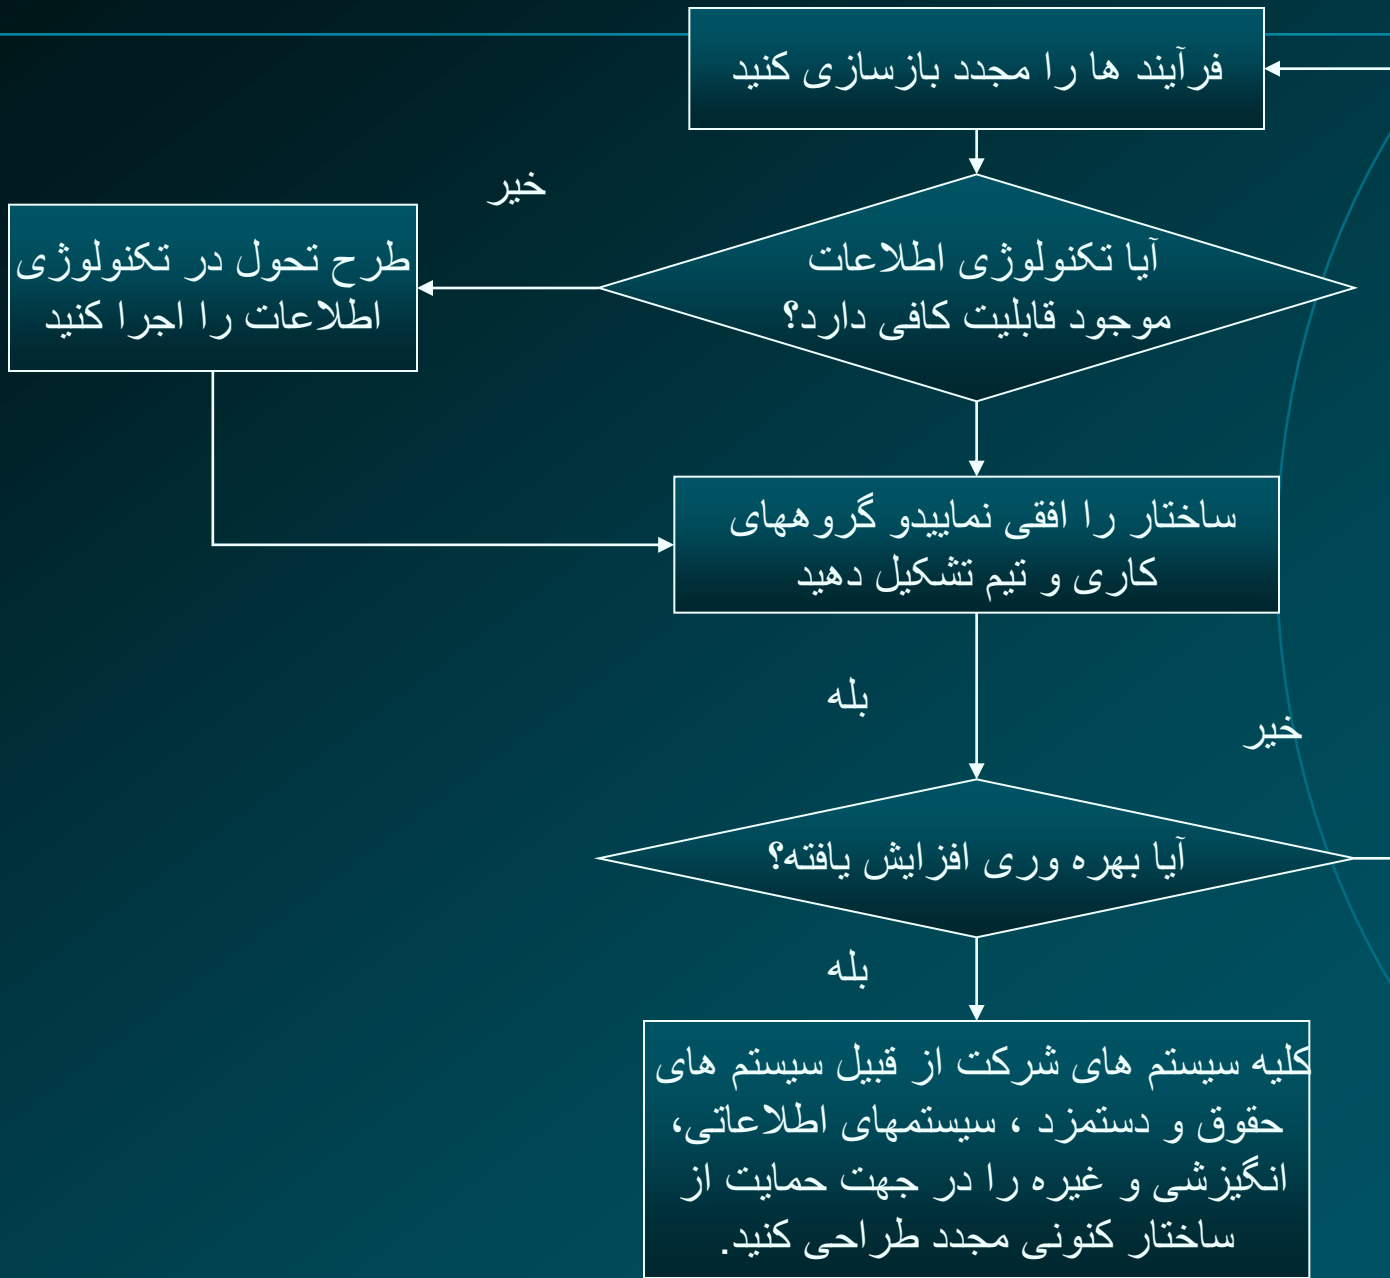 فرآیند ها را مجدد بازسازی کنید
خیر
آیا تکنولوژی اطلاعات
موجود قابلیت کافی دارد؟
طرح تحول در تکنولوژی
اطلاعات را اجرا کنید
ساختار را افقی نماییدو گروههای
کاری و تیم تشکیل دهید
بله
خیر
آیا بهره وری افزایش یافته؟
بله
کلیه سیستم های شرکت از قبیل سیستم های
حقوق و دستمزد ، سیستمهای اطلاعاتی،
انگیزشی و غیره را در جهت حمایت از
ساختار کنونی مجدد طراحی کنید.